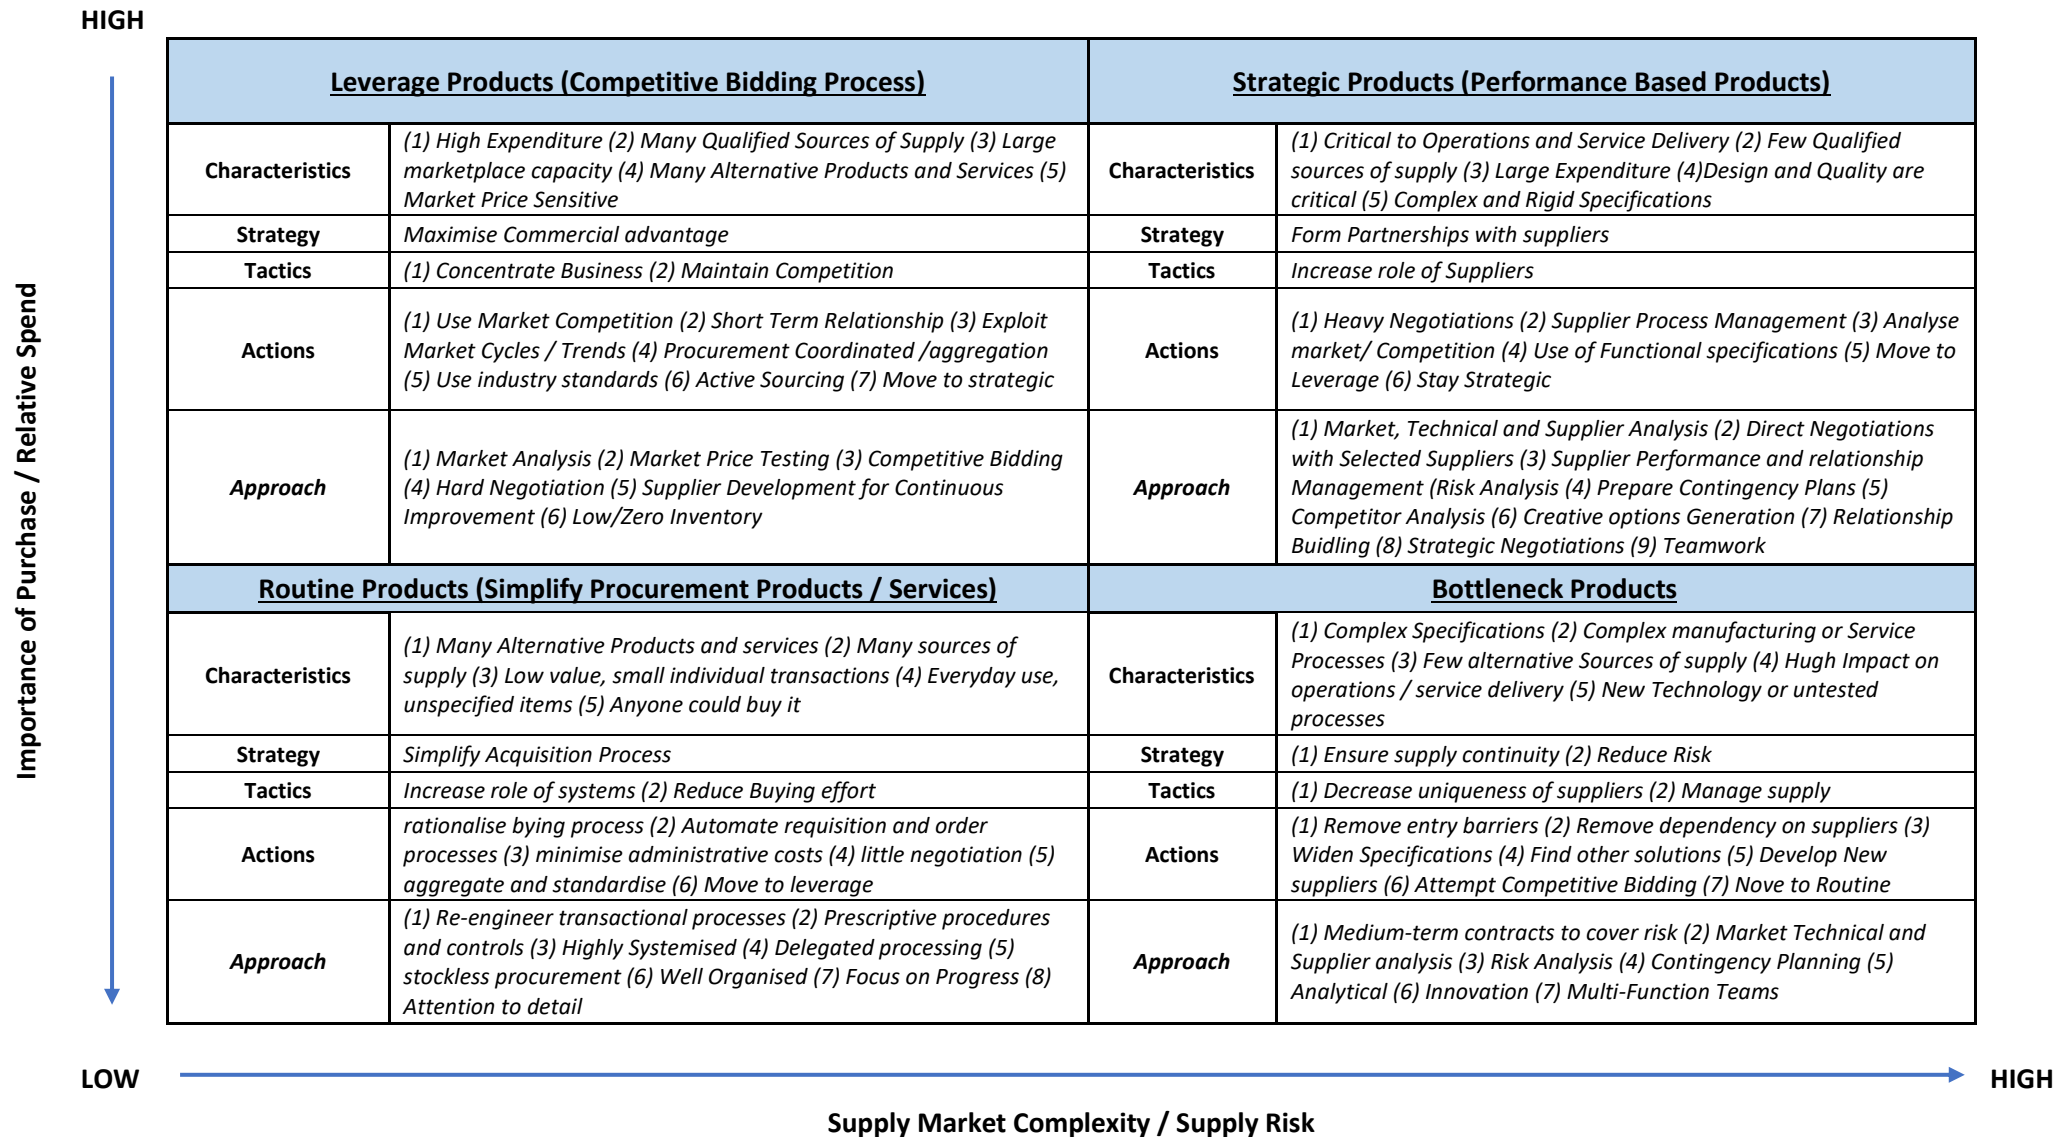 HIGH
Leverage Products (Competitive Bidding Process)
Strategic Products (Performance Based Products)
Characteristics
(1) High Expenditure (2) Many Qualified Sources of Supply (3) Large
marketplace capacity (4) Many Alternative Products and Services (5)
Market Price Sensitive
Characteristics
(1) Critical to Operations and Service Delivery (2) Few Qualified
sources of supply (3) Large Expenditure (4)Design and Quality are
critical (5) Complex and Rigid Specifications
Strategy
Maximise Commercial advantage
Strategy
Form Partnerships with suppliers
Tactics
(1) Concentrate Business (2) Maintain Competition
Tactics
Increase role of Suppliers
Actions
(1) Use Market Competition (2) Short Term Relationship (3) Exploit
Market Cycles / Trends (4) Procurement Coordinated /aggregation
(5) Use industry standards (6) Active Sourcing (7) Move to strategic
Actions
(1) Heavy Negotiations (2) Supplier Process Management (3) Analyse
market/ Competition (4) Use of Functional specifications (5) Move to
Leverage (6) Stay Strategic
Approach
(1) Market Analysis (2) Market Price Testing (3) Competitive Bidding
(4) Hard Negotiation (5) Supplier Development for Continuous
Improvement (6) Low/Zero Inventory
Approach
(1) Market, Technical and Supplier Analysis (2) Direct Negotiations
with Selected Suppliers (3) Supplier Performance and relationship
Management (Risk Analysis (4) Prepare Contingency Plans (5)
Competitor Analysis (6) Creative options Generation (7) Relationship
Buidling (8) Strategic Negotiations (9) Teamwork
Routine Products (Simplify Procurement Products / Services)
Bottleneck Products
Characteristics
(1) Many Alternative Products and services (2) Many sources of
supply (3) Low value, small individual transactions (4) Everyday use,
unspecified items (5) Anyone could buy it
Characteristics
(1) Complex Specifications (2) Complex manufacturing or Service
Processes (3) Few alternative Sources of supply (4) Hugh Impact on
operations / service delivery (5) New Technology or untested
processes
Strategy
Simplify Acquisition Process
Strategy
(1) Ensure supply continuity (2) Reduce Risk
Tactics
Increase role of systems (2) Reduce Buying effort
Tactics
(1) Decrease uniqueness of suppliers (2) Manage supply
Actions
rationalise bying process (2) Automate requisition and order
processes (3) minimise administrative costs (4) little negotiation (5)
aggregate and standardise (6) Move to leverage
Actions
(1) Remove entry barriers (2) Remove dependency on suppliers (3)
Widen Specifications (4) Find other solutions (5) Develop New
suppliers (6) Attempt Competitive Bidding (7) Nove to Routine
Approach
(1) Re-engineer transactional processes (2) Prescriptive procedures
and controls (3) Highly Systemised (4) Delegated processing (5)
stockless procurement (6) Well Organised (7) Focus on Progress (8)
Attention to detail
Approach
(1) Medium-term contracts to cover risk (2) Market Technical and
Supplier analysis (3) Risk Analysis (4) Contingency Planning (5)
Analytical (6) Innovation (7) Multi-Function Teams
Importance of Purchase / Relative Spend
LOW
HIGH
Supply Market Complexity / Supply Risk